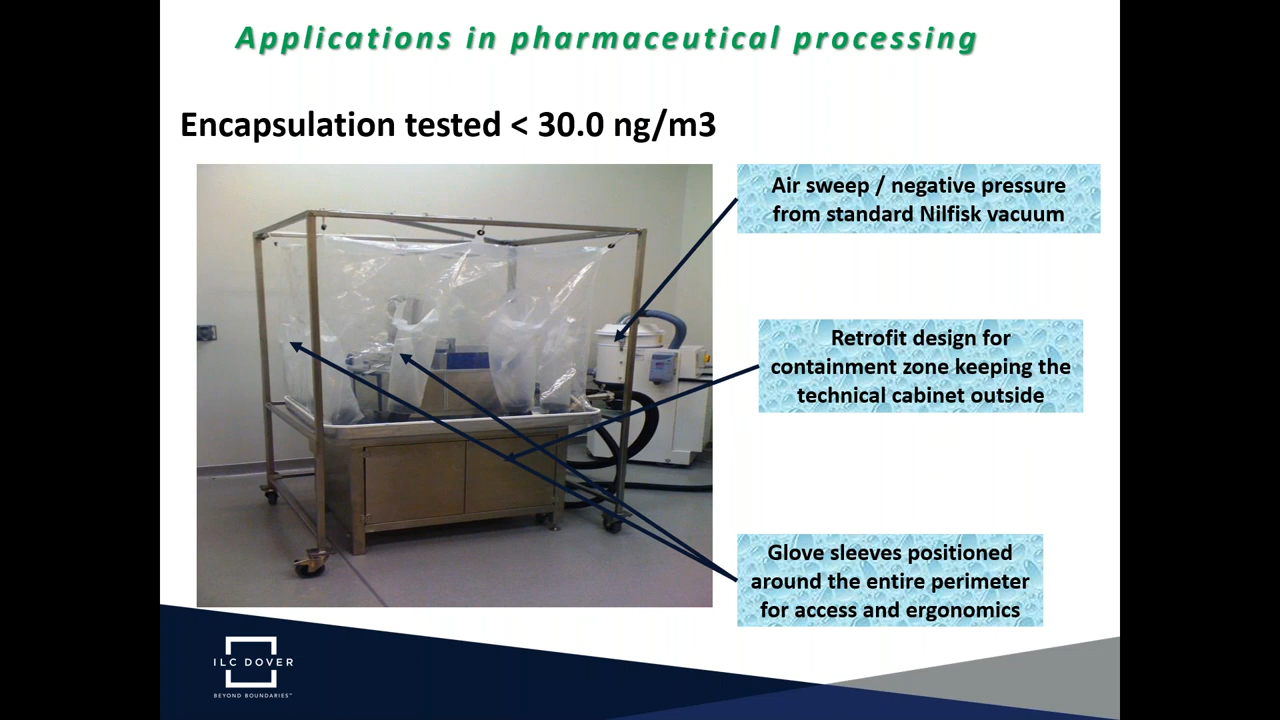 Applications in pharmaceutical processing
Encapsulation tested < 30.0 ng/m3
Air sweep / negative pressure
from standard Nilfisk vacuum
Retrofit design for
containment zone keeping the
technical cabinet outside
Glove sleeves positioned
around the entire perimeter
for access and ergonomics
ILC DOVER
BEYOND BOUNDARIES™